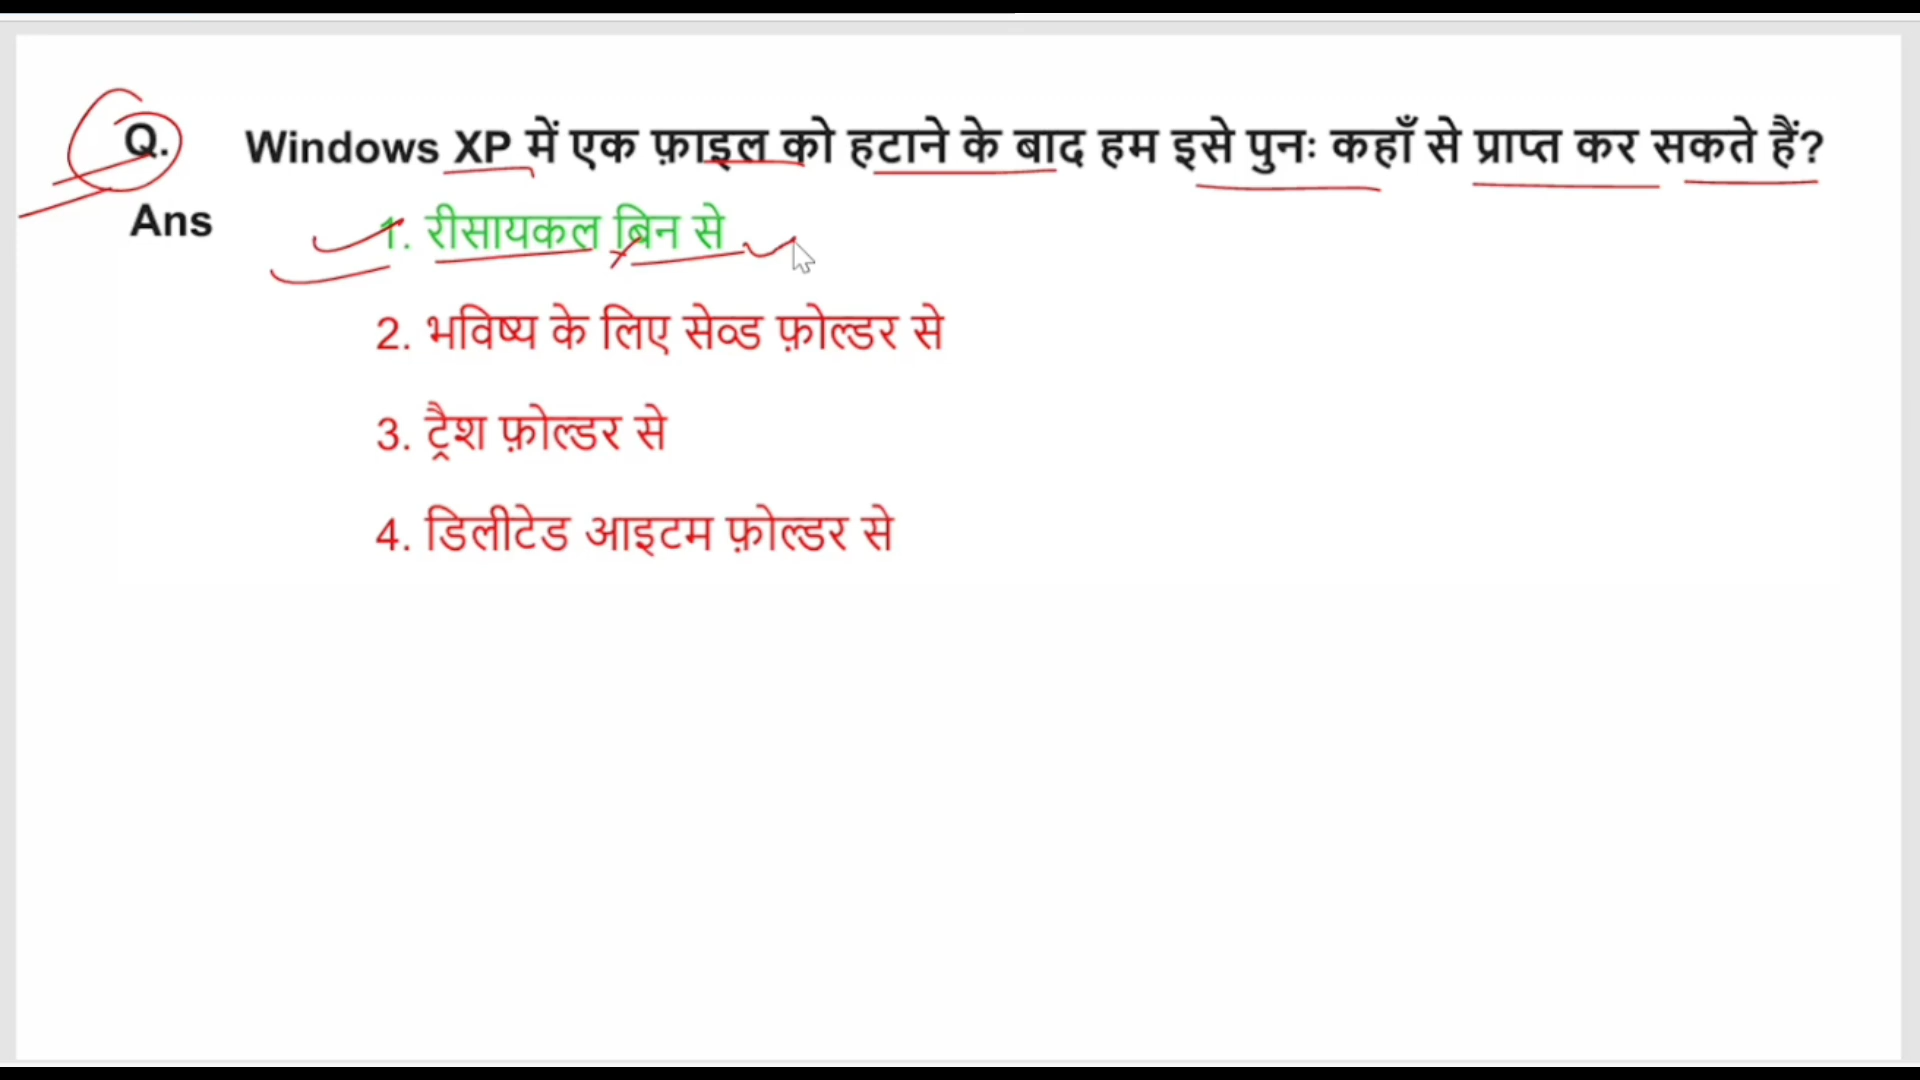 Q. Windows XP में एक फ़ाइल को हटाने के बाद हम इसे पुनः कहाँ से प्राप्त कर सकते हैं?
Ans
1. रीसायकल बिन से
2. भविष्य के लिए सेव्ड फ़ोल्डर से
3. ट्रैश फ़ोल्डर से
4. डिलीटेड आइटम फ़ोल्डर से